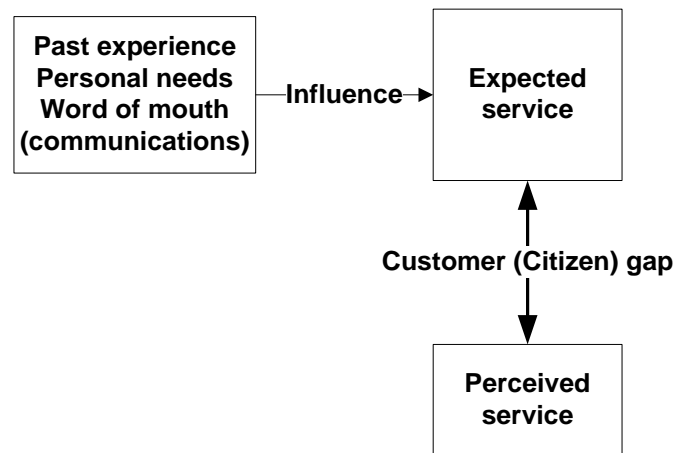 Past experience
Personal needs
Word of mouth
(communications)
Influence
Expected
service
Customer (Citizen) gap
Perceived
service